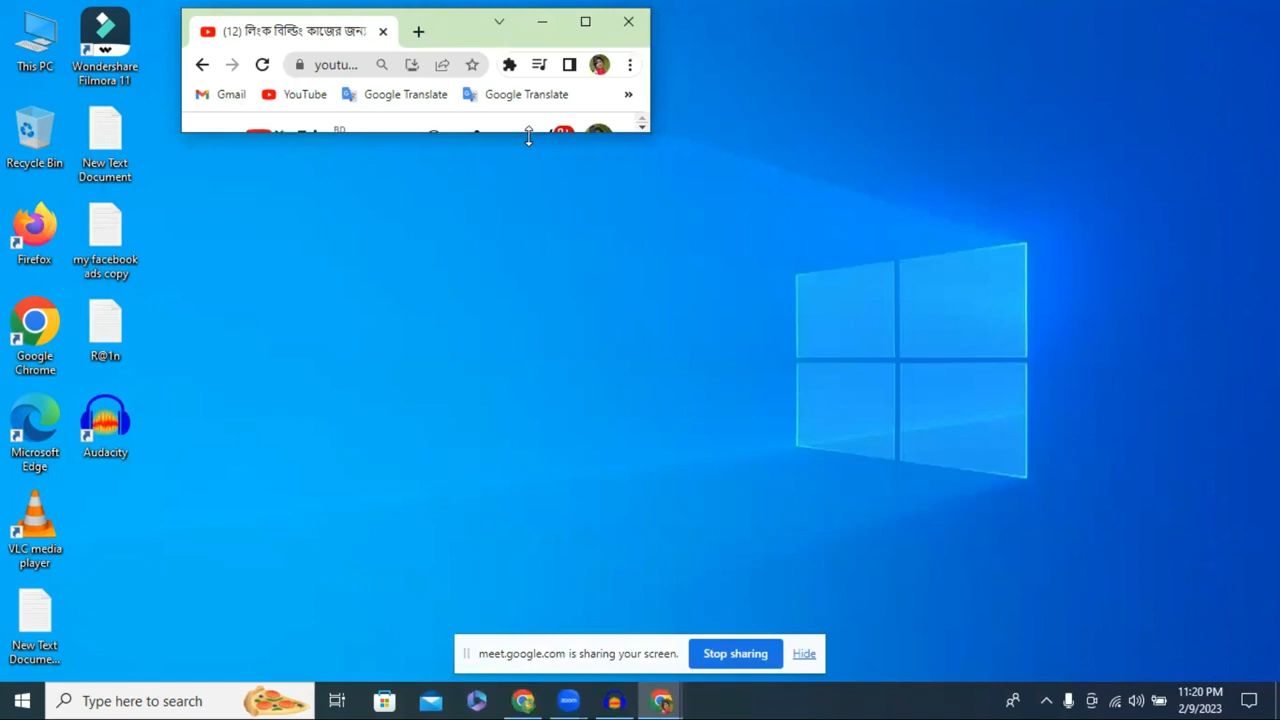 (12) লিংক বিল্ডিং কাজের জন্য
youtu...
Gmail
YouTube
Google Translate
Google Translate
»
BD
This PC
Wondershare
Filmora 11
Recycle Bin
New Text
Document
Firefox
my facebook
ads copy
Google
Chrome
R@1n
Microsoft
Edge
Audacity
VLC media
player
New Text
Docume...
meet.google.com is sharing your screen.
Stop sharing
Hide
Type here to search
zoom
11:20 PM
2/9/2023